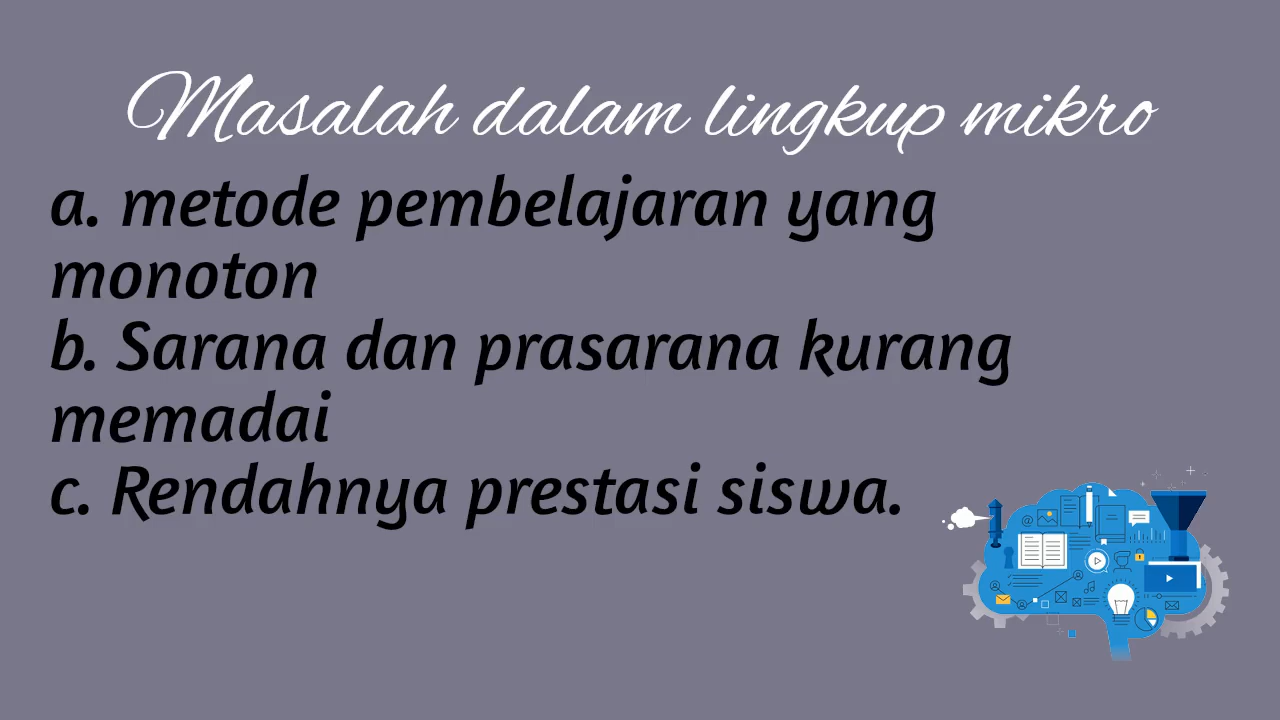 Masalah dalam lingkup mikro
a. metode pembelajaran yang
monoton
b. Sarana dan prasarana kurang
memadai
c. Rendahnya prestasi siswa.